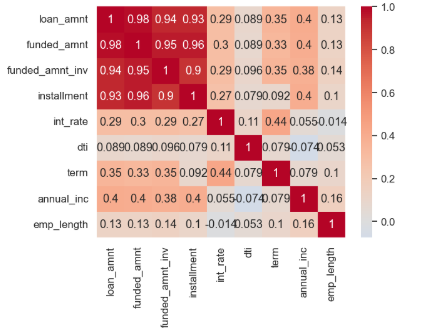 loan_amnt 1 0.98 0.94 0.93 0.29 0.089 0.35 0.4 0.13
funded_amnt 0.98 1 0.95 0.96 0.3 0.089 0.33 0.4 0.13
funded_amnt_inv 0.94 0.95 1 0.9 0.29 0.096 0.35 0.38 0.14
installment 0.93 0.96 0.9 1 0.27 0.079 0.092 0.4 0.1
int_rate 0.29 0.3 0.29 0.27 1 0.11 0.44 0.055 -0.014
dti 0.089 0.089 0.096 0.079 0.11 1 0.079 -0.074 0.053
term 0.35 0.33 0.35 0.092 0.44 0.079 1 0.079 0.1
annual_inc 0.4 0.4 0.38 0.4 0.055 -0.074 0.079 1 0.16
emp_length 0.13 0.13 0.14 0.1 -0.014 0.053 0.1 0.16 1
loan_amnt
funded_amnt
funded_amnt_inv
installment
int_rate
dti
term
annual_inc
emp_length
1.0
0.8
0.6
0.4
0.2
0.0